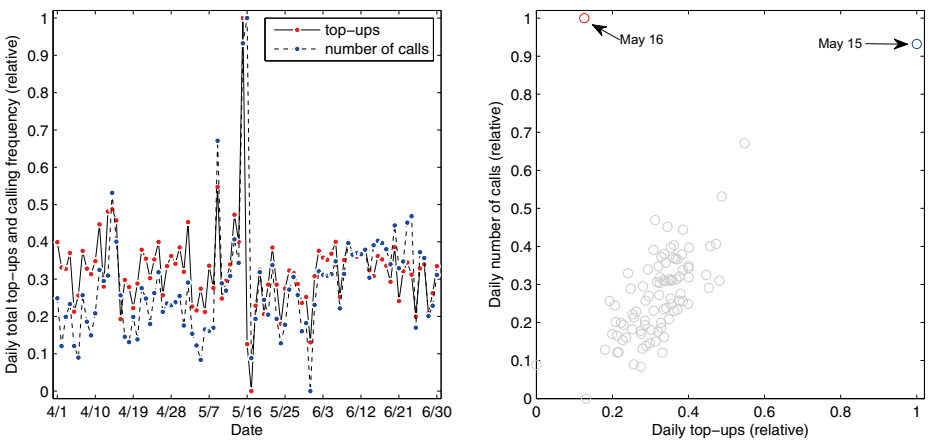 Daily total top-ups and calling frequency (relative)
1
0.9
0.8
0.7
0.6
0.5
0.4
0.3
0.2
0.1
0
top-ups
number of calls
4/1 4/10 4/19 4/28 5/7 5/16 5/25 6/3 6/12 6/21 6/30
Date
Daily number of calls (relative)
1
0.9
0.8
0.7
0.6
0.5
0.4
0.3
0.2
0.1
0
May 16
May 15
0 0.2 0.4 0.6 0.8 1
Daily top-ups (relative)